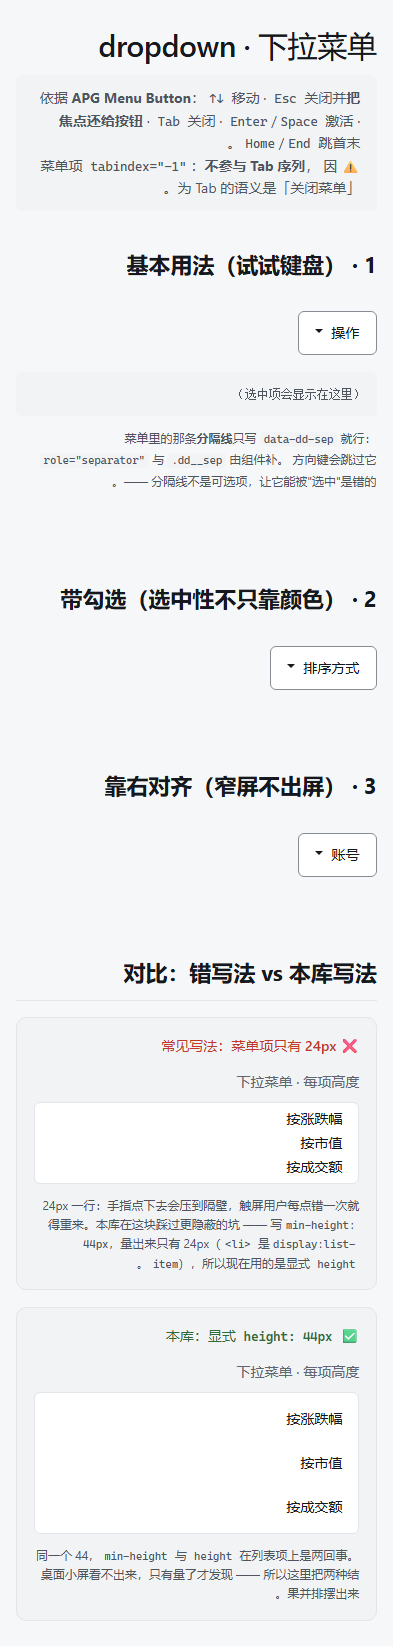 dropdown · 下拉菜单
依据 APG Menu Button： ↑↓ 移动 · Esc 关闭并把
焦点还给按钮 · Tab 关闭 · Enter / Space 激活 ·
。 Home / End 跳首末
菜单项 tabindex="-1" ：不参与 Tab 序列， 因 ⚠️
。为 Tab 的语义是「关闭菜单」
基本用法（试试键盘） · 1
操作
（选中项会显示在这里）
菜单里的那条分隔线只写 data-dd-sep 就行：
role="separator" 与 .dd__sep 由组件补。 方向键会跳过它
。—— 分隔线不是可选项，让它能被"选中"是错的
带勾选（选中性不只靠颜色） · 2
排序方式
靠右对齐（窄屏不出屏） · 3
账号
对比：错写法 vs 本库写法
常见写法：菜单项只有 24px ❌
下拉菜单 · 每项高度
按涨跌幅
按市值
按成交额
24px 一行：手指点下去会压到隔壁，触屏用户每点错一次就
得重来。本库在这块踩过更隐蔽的坑 —— 写 min-height:
44px，量出来只有 24px（ <li> 是 display:list-
。 item），所以现在用的是显式 height
本库：显式 height: 44px ✅
下拉菜单 · 每项高度
按涨跌幅
按市值
按成交额
同一个 44， min-height 与 height 在列表项上是两回事。
桌面小屏看不出来，只有量了才发现 —— 所以这里把两种结
。果并排摆出来